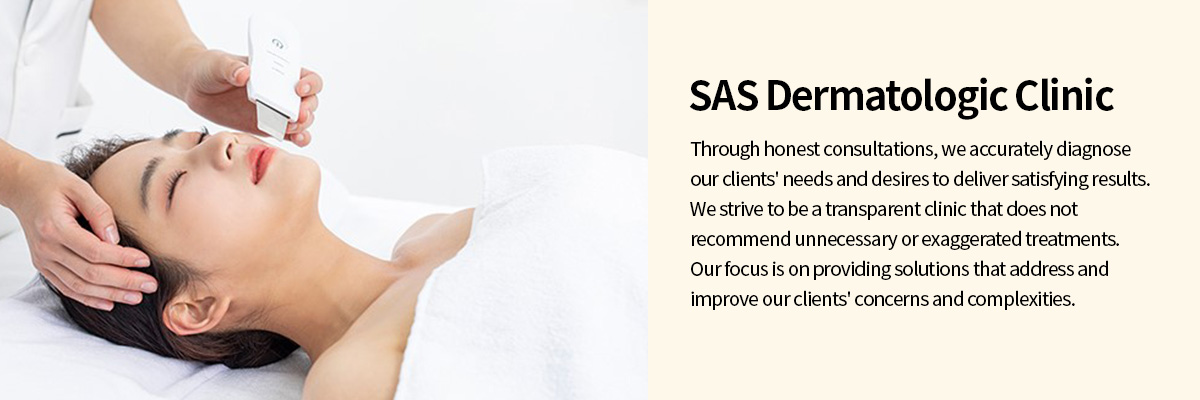 SAS Dermatologic Clinic
Through honest consultations, we accurately diagnose
our clients' needs and desires to deliver satisfying results.
We strive to be a transparent clinic that does not
recommend unnecessary or exaggerated treatments.
Our focus is on providing solutions that address and
improve our clients' concerns and complexities.